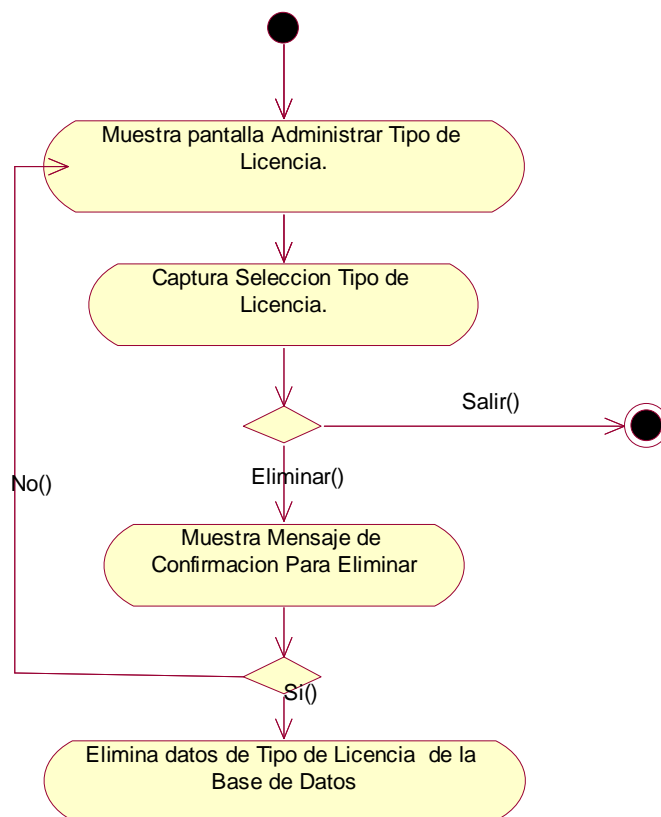 Muestra pantalla Administrar Tipo de
Licencia.
Captura Seleccion Tipo de
Licencia.
Salir()
Eliminar()
No()
Muestra Mensaje de
Confirmacion Para Eliminar
Si()
Elimina datos de Tipo de Licencia de la
Base de Datos